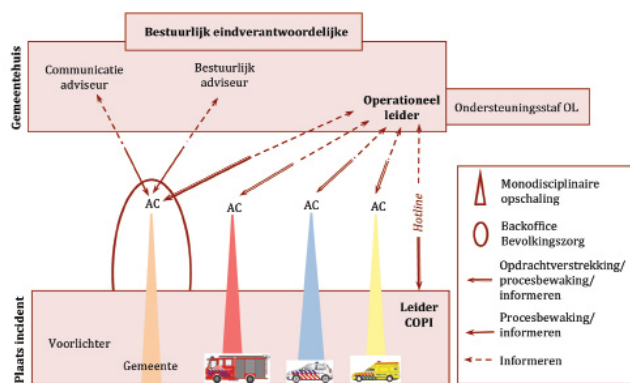 Bestuurlijk eindverantwoordelijke
Gemeentehuis
Communicatie
adviseur
Bestuurlijk
adviseur
Operationeel
leider
Ondersteuningsstaf OL
AC
AC
AC
AC
Hotline
Plaats incident
Voorlichter
Gemeente
Leider
COPI
Monodisciplinaire
opschaling
Backoffice
Bevolkingszorg
Opdrachtverstrekking/
procesbewaking/
informeren
Procesbewaking/
informeren
Informeren